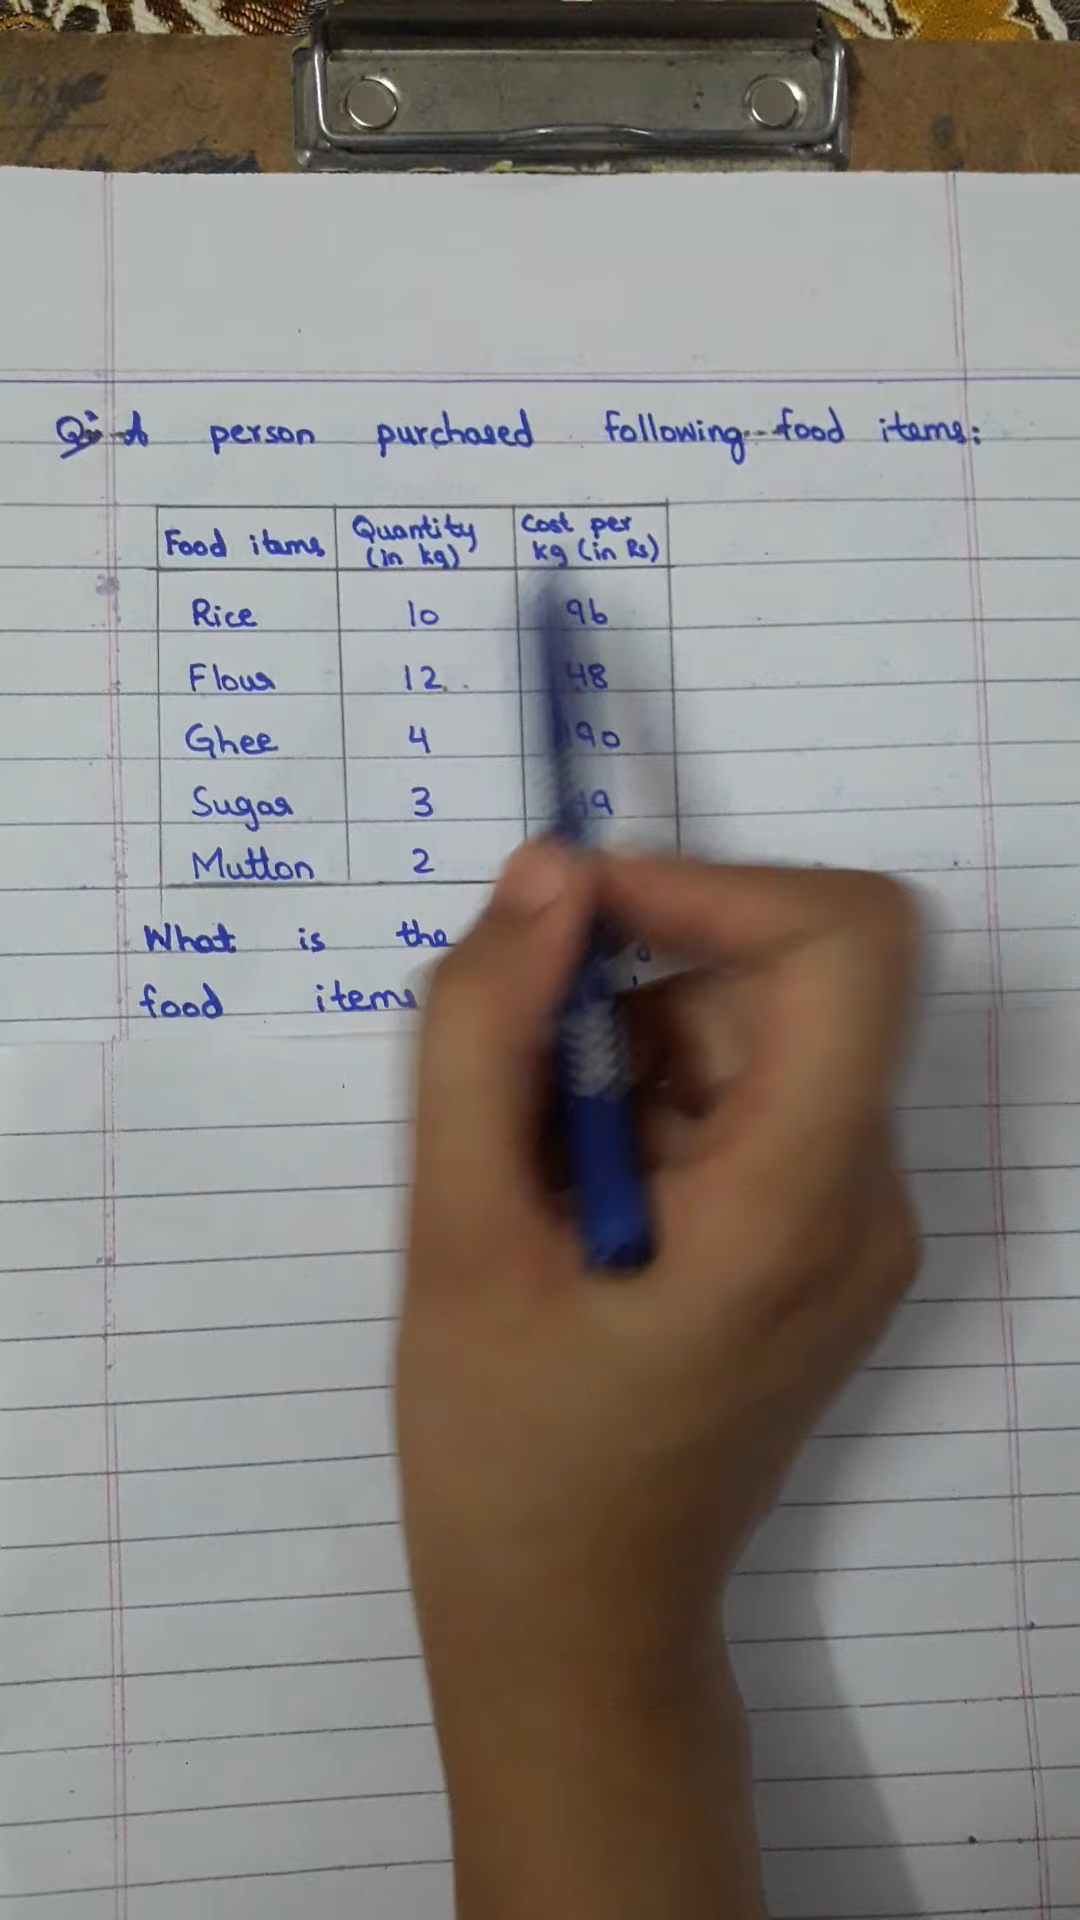 Q:- A person purchased following food items:
Food items Quantity (in kg) Cost per kg (in Rs)
Rice 10 96
Flour 12 48
Ghee 4 190
Sugar 3
Mutton 2
What is the
food items